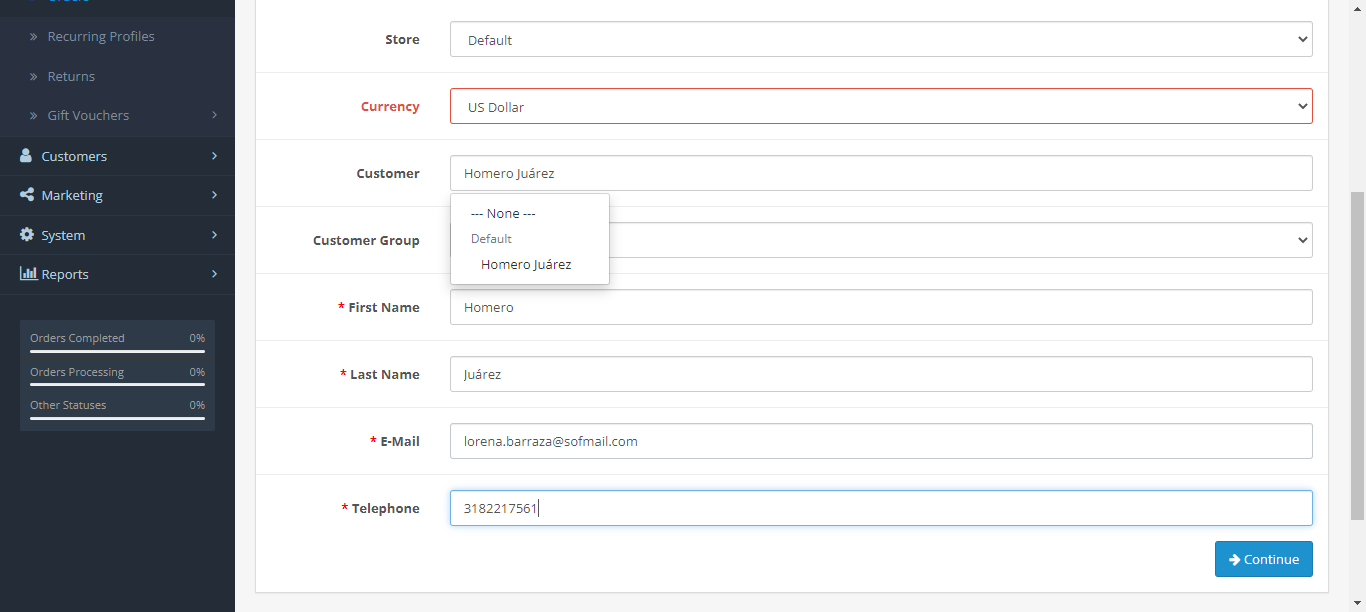 Orders
» Recurring Profiles
» Returns
» Gift Vouchers
Customers
Marketing
System
Reports
Orders Completed 0%
Orders Processing 0%
Other Statuses 0%
Store Default
Currency US Dollar
Customer Homero Juárez
--- None ---
Default
Homero Juárez
Customer Group
* First Name Homero
* Last Name Juárez
* E-Mail lorena.barraza@sofmail.com
* Telephone 3182217561
Continue